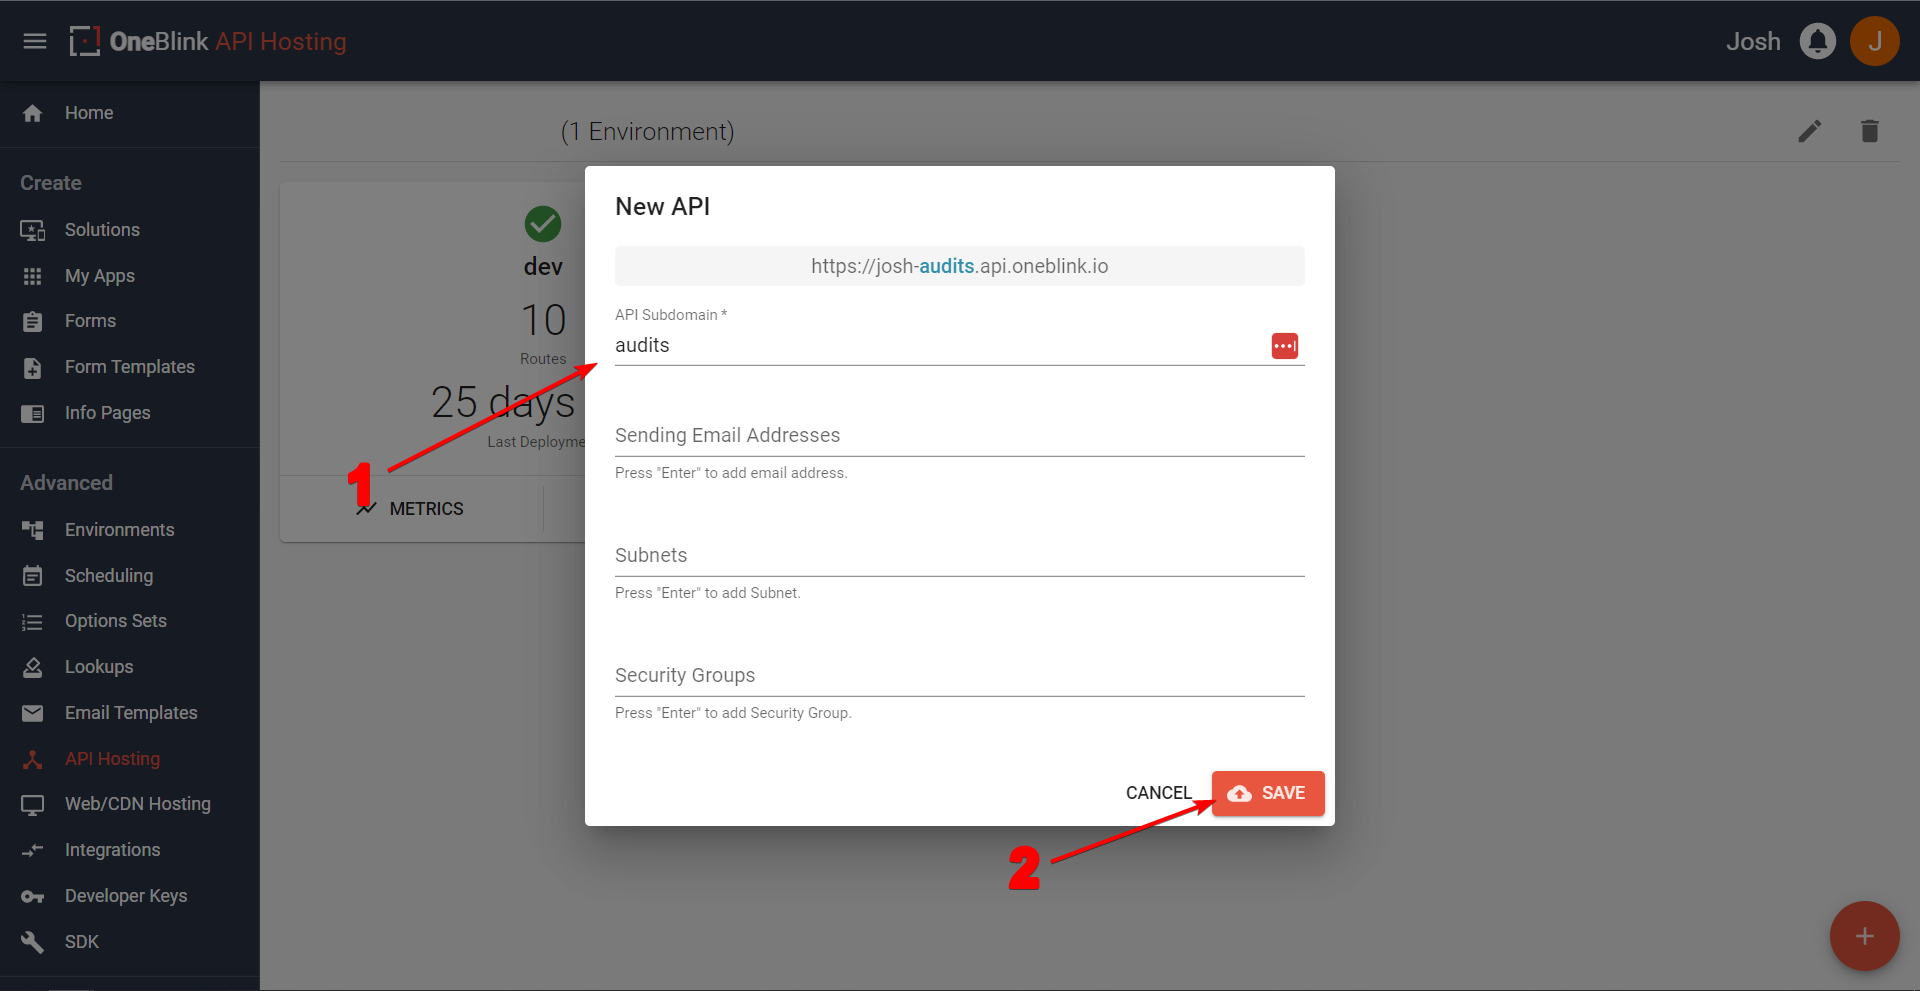 OneBlink API Hosting
Josh
J
Home
Create
Solutions
My Apps
Forms
Form Templates
Info Pages
Advanced
Environments
Scheduling
Options Sets
Lookups
Email Templates
API Hosting
Web/CDN Hosting
Integrations
Developer Keys
SDK
(1 Environment)
dev
10
Routes
25 days
Last Deployme
METRICS
New API
https://josh-audits.api.oneblink.io
API Subdomain *
audits
Sending Email Addresses
Press "Enter" to add email address.
Subnets
Press "Enter" to add Subnet.
Security Groups
Press "Enter" to add Security Group.
CANCEL
SAVE
1
2